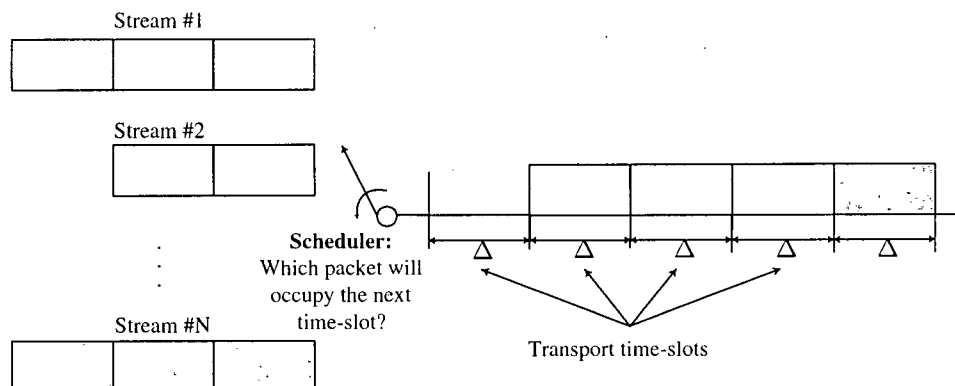 Stream #1
Stream #2
Scheduler:
Which packet will
occupy the next
time-slot?
Δ Δ Δ Δ Δ
Stream #N
Transport time-slots